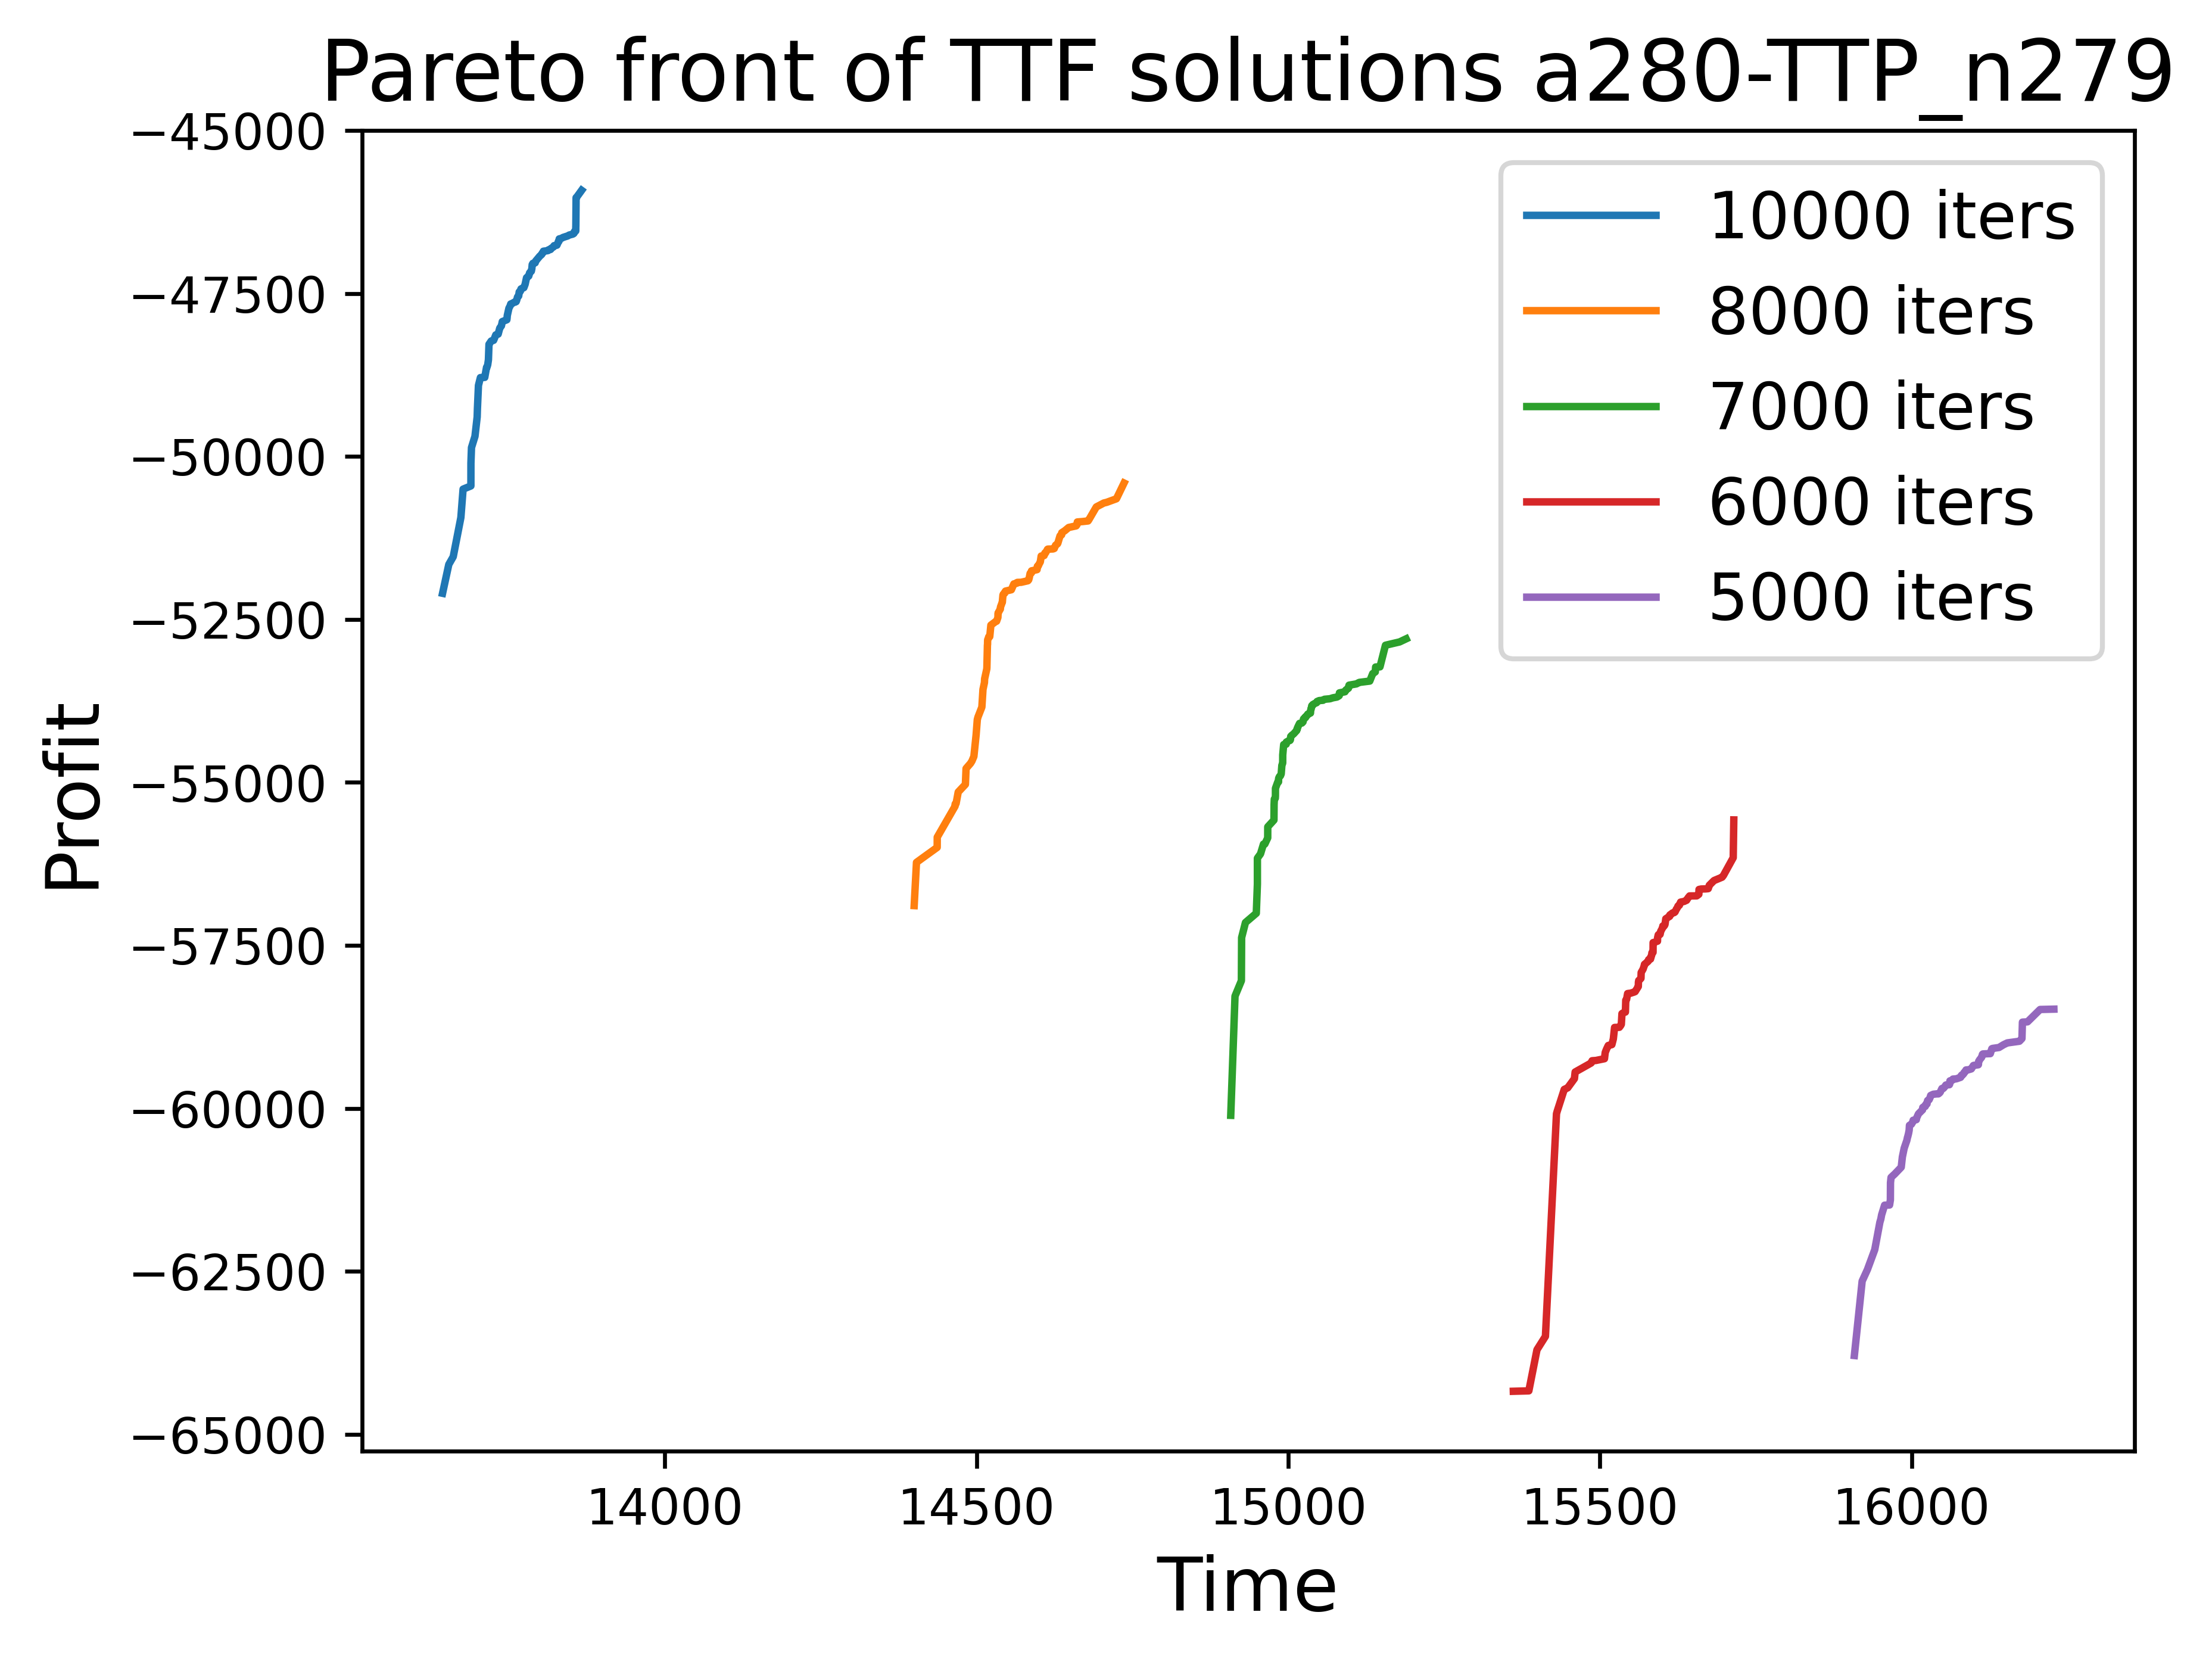 Pareto front of TTF solutions a280-TTP_n279
−45000
−47500
−50000
−52500
−55000
−57500
−60000
−62500
−65000
Profit
10000 iters
8000 iters
7000 iters
6000 iters
5000 iters
14000 14500 15000 15500 16000
Time